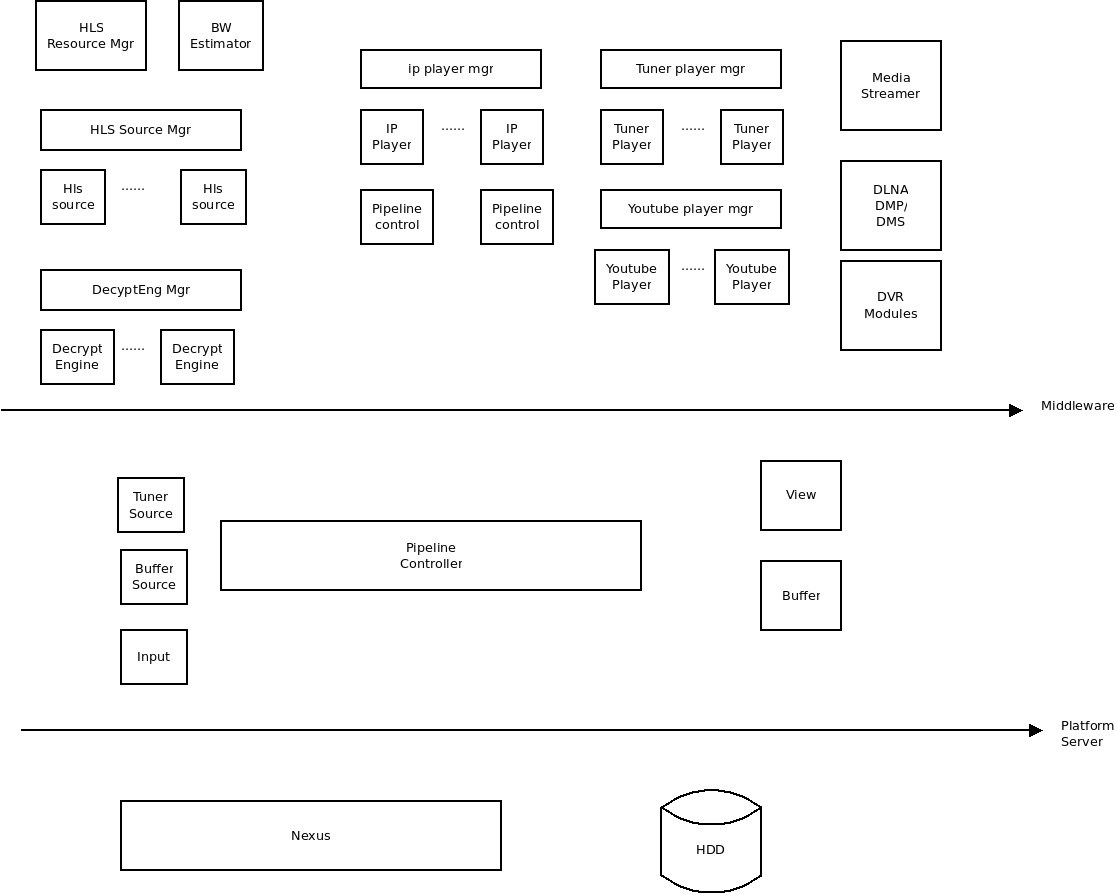 HLS
Resource Mgr
BW
Estimator
HLS Source Mgr
Hls
source
......
Hls
source
DecyptEng Mgr
Decrypt
Engine
......
Decrypt
Engine
ip player mgr
IP
Player
......
IP
Player
Pipeline
control
Pipeline
control
Tuner player mgr
Tuner
Player
......
Tuner
Player
Youtube player mgr
Youtube
Player
......
Youtube
Player
Media
Streamer
DLNA
DMP/
DMS
DVR
Modules
Middleware
Tuner
Source
Buffer
Source
Input
Pipeline
Controller
View
Buffer
Platform
Server
Nexus
HDD